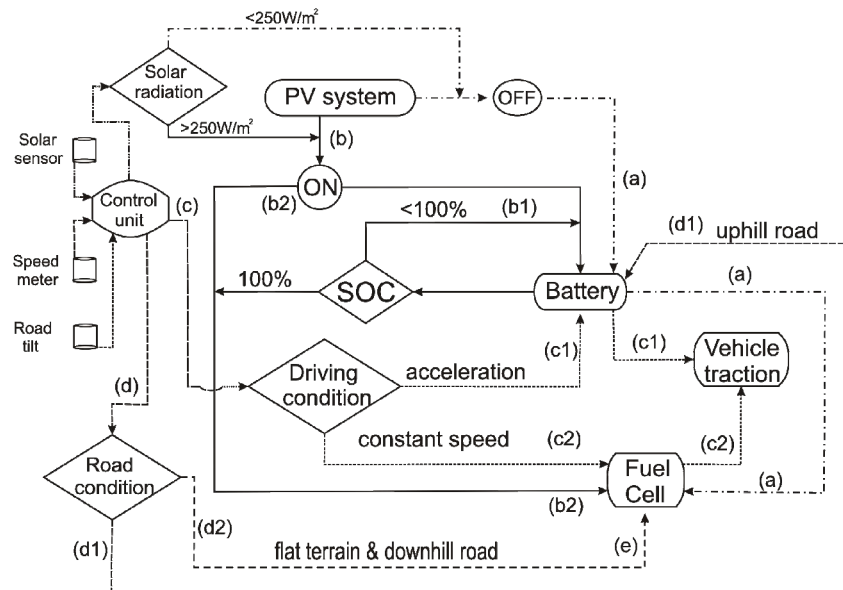 <250W/m²
Solar
radiation
PV system
OFF
>250W/m²
(b)
Solar
sensor
ON
(a)
Control
unit
(c)
(b2)
<100%
(b1)
(d1)
uphill road
Speed
meter
100%
SOC
Battery
(a)
Road
tilt
(c1)
(c1)
Vehicle
traction
(d)
Driving
condition
acceleration
constant speed
(c2)
(c2)
Road
condition
Fuel
Cell
(b2)
(a)
(d1)
(d2)
flat terrain & downhill road
(e)